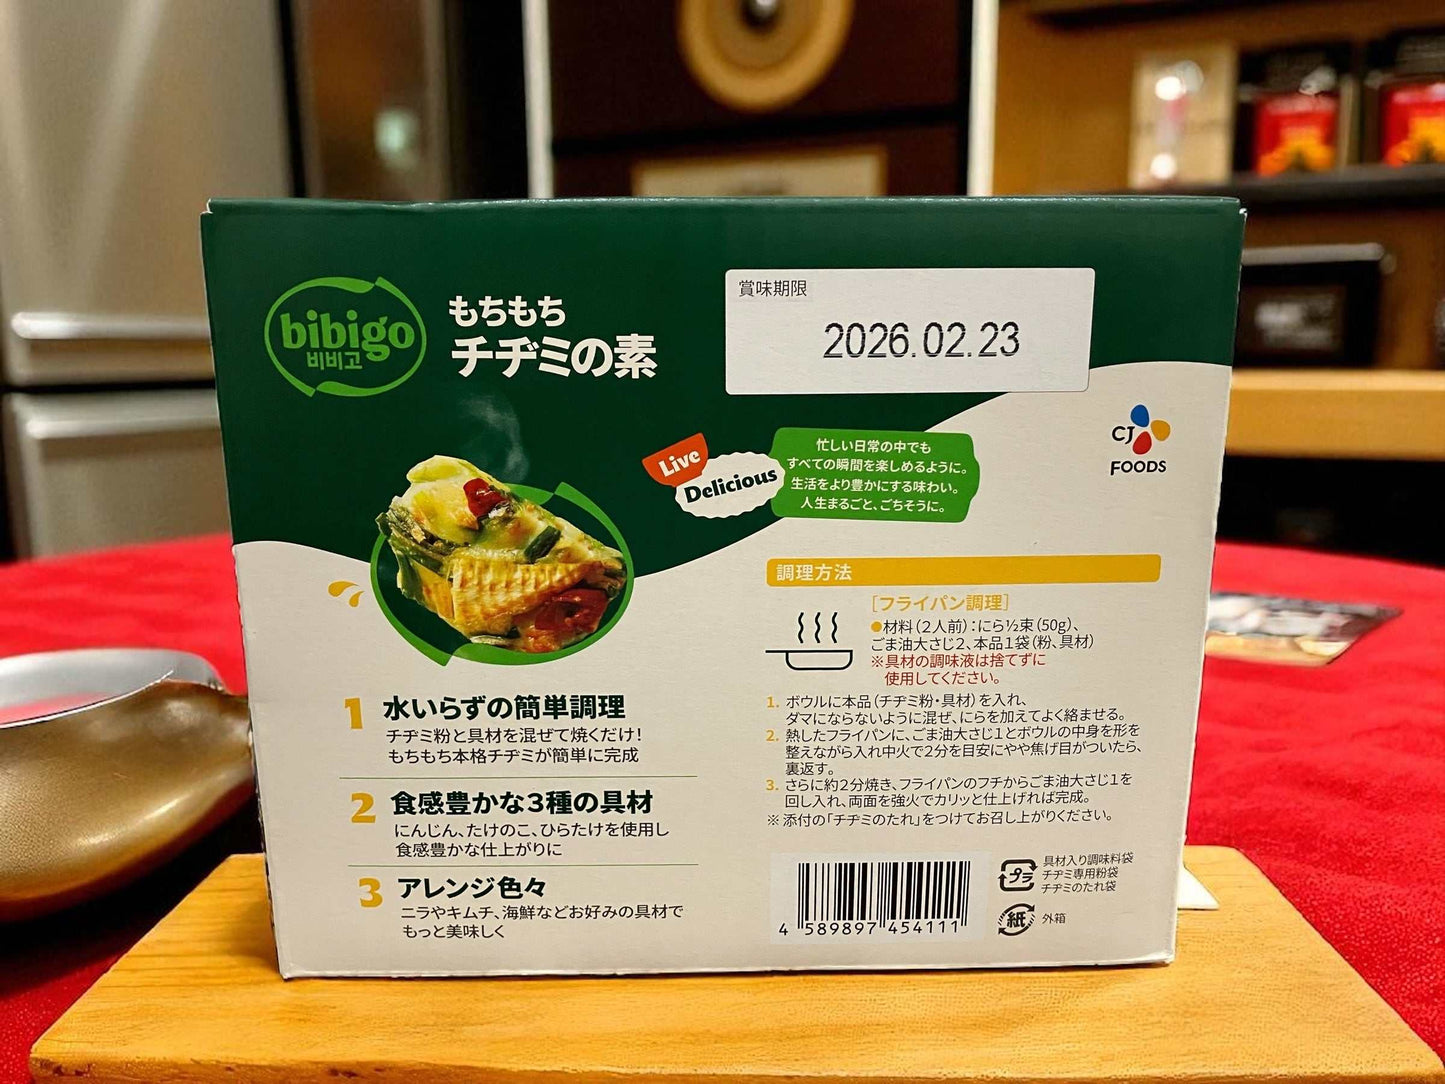 bibigo
비비고
もちもち
チヂミの素
賞味期限
2026.02.23
CJ
FOODS
Live
Delicious
忙しい日常の中でも
すべての瞬間を楽しめるように。
生活をより豊かにする味わい。
人生まるごと、ごちそうに。
1 水いらずの簡単調理
チヂミ粉と具材を混ぜて焼くだけ!
もちもち本格チヂミが簡単に完成
2 食感豊かな3種の具材
にんじん、たけのこ、ひらたけを使用し
食感豊かな仕上がりに
3 アレンジ色々
ニラやキムチ、海鮮などお好みの具材で
もっと美味しく
調理方法
[フライパン調理]
●材料(2人前):にら½束(50g)、
ごま油大さじ2、本品1袋(粉、具材)
※具材の調味液は捨てずに
使用してください。
1. ボウルに本品(チヂミ粉・具材)を入れ、
ダマにならないように混ぜ、にらを加えてよく絡ませる。
2. 熱したフライパンに、ごま油大さじ1とボウルの中身を形を
整えながら入れ中火で2分を目安にやや焦げ目がついたら、
裏返す。
3. さらに約2分焼き、フライパンのフチからごま油大さじ1を
回し入れ、両面を強火でカリッと仕上げれば完成。
※添付の「チヂミのたれ」をつけてお召し上がりください。
4 589897 454111
プラ
具材入り調味料袋
チヂミ専用粉袋
チヂミのたれ袋
紙
外箱